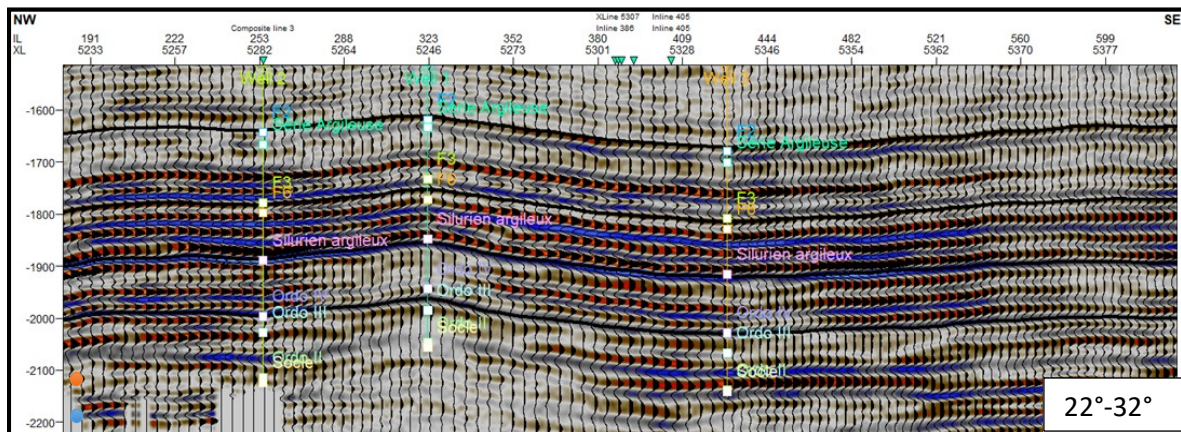 NW
SE
XLine 5307 Inline 405
Composite line 3
Inline 386 Inline 405
IL 191 222 253 288 323 352 380 409 444 482 521 560 599
XL 5233 5257 5282 5264 5246 5273 5301 5328 5346 5354 5362 5370 5377
Well 2
Well 1
Well 3
-1600
-1700
-1800
-1900
-2000
-2100
-2200
Série Argileuse
F3
F6
Silurien argileux
Ordo III
Ordo II
Socle
Série Argileuse
F3
F6
Silurien argileux
Ordo III
Socle
Série Argileuse
F3
F6
Silurien argileux
Ordo IV
Ordo III
Socle
22°-32°